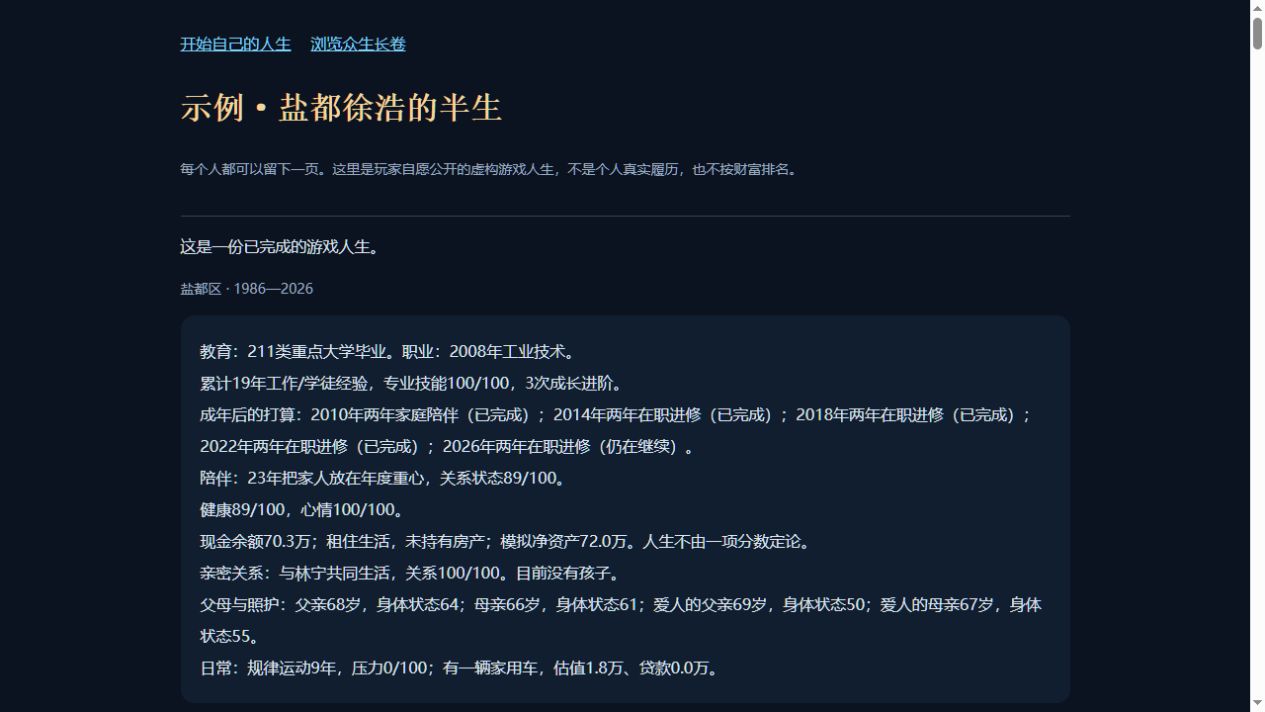 开始自己的人生 浏览众生长卷
示例·盐都徐浩的半生
每个人都可以留下一页。这里是玩家自愿公开的虚构游戏人生，不是个人真实履历，也不按财富排名。
这是一份已完成的游戏人生。
盐都区 · 1986—2026
教育：211类重点大学毕业。职业：2008年工业技术。
累计19年工作/学徒经验，专业技能100/100，3次成长进阶。
成年后的打算：2010年两年家庭陪伴（已完成）；2014年两年在职进修（已完成）；2018年两年在职进修（已完成）；
2022年两年在职进修（已完成）；2026年两年在职进修（仍在继续）。
陪伴：23年把家人放在年度重心，关系状态89/100。
健康89/100，心情100/100。
现金余额70.3万；租住生活，未持有房产；模拟净资产72.0万。人生不由一项分数定论。
亲密关系：与林宁共同生活，关系100/100。目前没有孩子。
父母与照护：父亲68岁，身体状态64；母亲66岁，身体状态61；爱人的父亲69岁，身体状态50；爱人的母亲67岁，身体
状态55。
日常：规律运动9年，压力0/100；有一辆家用车，估值1.8万、贷款0.0万。